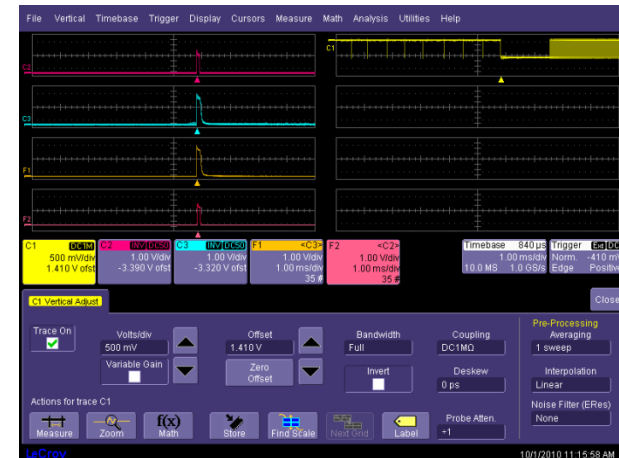 File Vertical Timebase Trigger Display Cursors Measure Math Analysis Utilities Help
C2
C1
C3
F1
F2
C1 DC1M C2 INV DC50 C3 INV DC50 F1 <C3> F2 <C2> Timebase 840 µs Trigger Ext DC
500 mV/div 1.00 V/div 1.00 V/div 1.00 V/div 1.00 V/div 1.00 ms/div Norm. -410 m
1.410 V ofst -3.390 V ofst -3.320 V ofst 1.00 ms/div 1.00 ms/div 10.0 MS 1.0 GS/s Edge Positiv
35 # 35 #
C1 Vertical Adjust Close
Pre-Processing
Trace On Volts/div Offset Bandwidth Coupling Averaging
500 mV 1.410 V Full DC1MΩ 1 sweep
Variable Gain Zero Offset Invert Deskew Interpolation
0 ps Linear
Actions for trace C1 Noise Filter (ERes)
f(x) Probe Atten. None
Measure Zoom Math Store Find Scale Next Grid Label ÷1
LeCroy 10/1/2010 11:15:58 AM